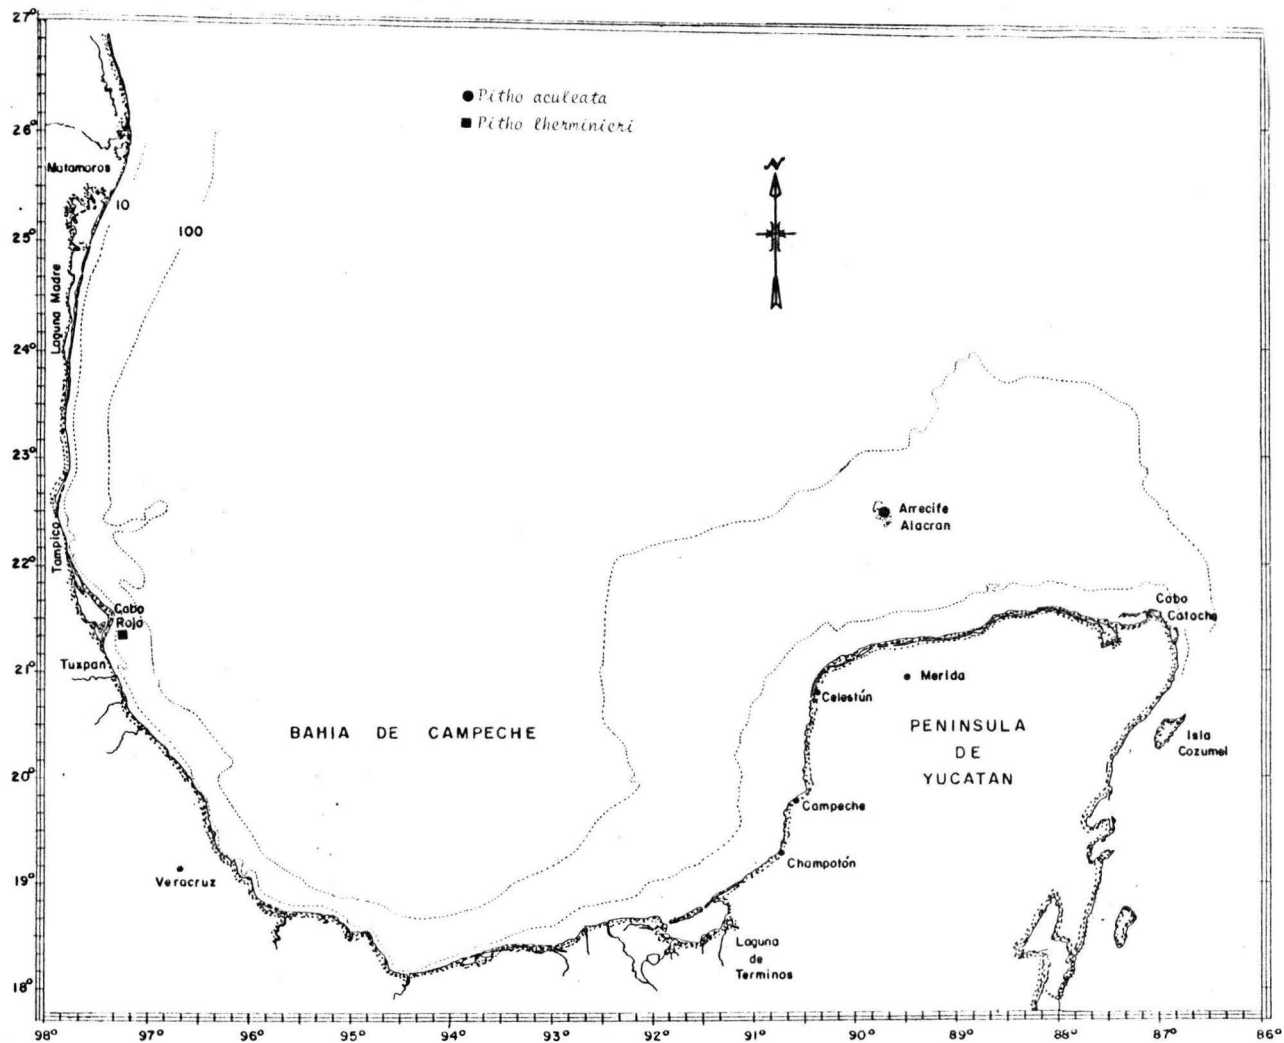 27°
26°
25°
24°
23°
22°
21°
20°
19°
18°
● Pitho aculeata
■ Pitho lherminieri
N
Matamoros
10
100
Laguna Madre
Tampico
Cabo
Rojo
Tuxpan
Arrecife
Alacran
Cabo
Catoche
Merida
Celestún
BAHIA DE CAMPECHE
PENINSULA
DE
YUCATAN
Isla
Cozumel
Campeche
Champotón
Veracruz
Laguna
de
Terminos
98° 97° 96° 95° 94° 93° 92° 91° 90° 89° 88° 87° 86°